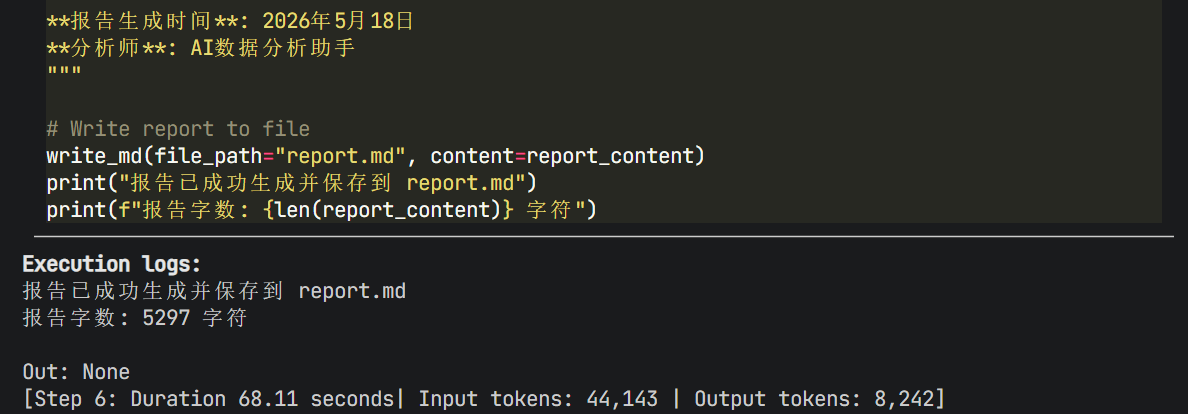 **报告生成时间**: 2026年5月18日
**分析师**: AI数据分析助手
"""
# Write report to file
write_md(file_path="report.md", content=report_content)
print("报告已成功生成并保存到 report.md")
print(f"报告字数: {len(report_content)} 字符")
Execution logs:
报告已成功生成并保存到 report.md
报告字数: 5297 字符
Out: None
[Step 6: Duration 68.11 seconds| Input tokens: 44,143 | Output tokens: 8,242]